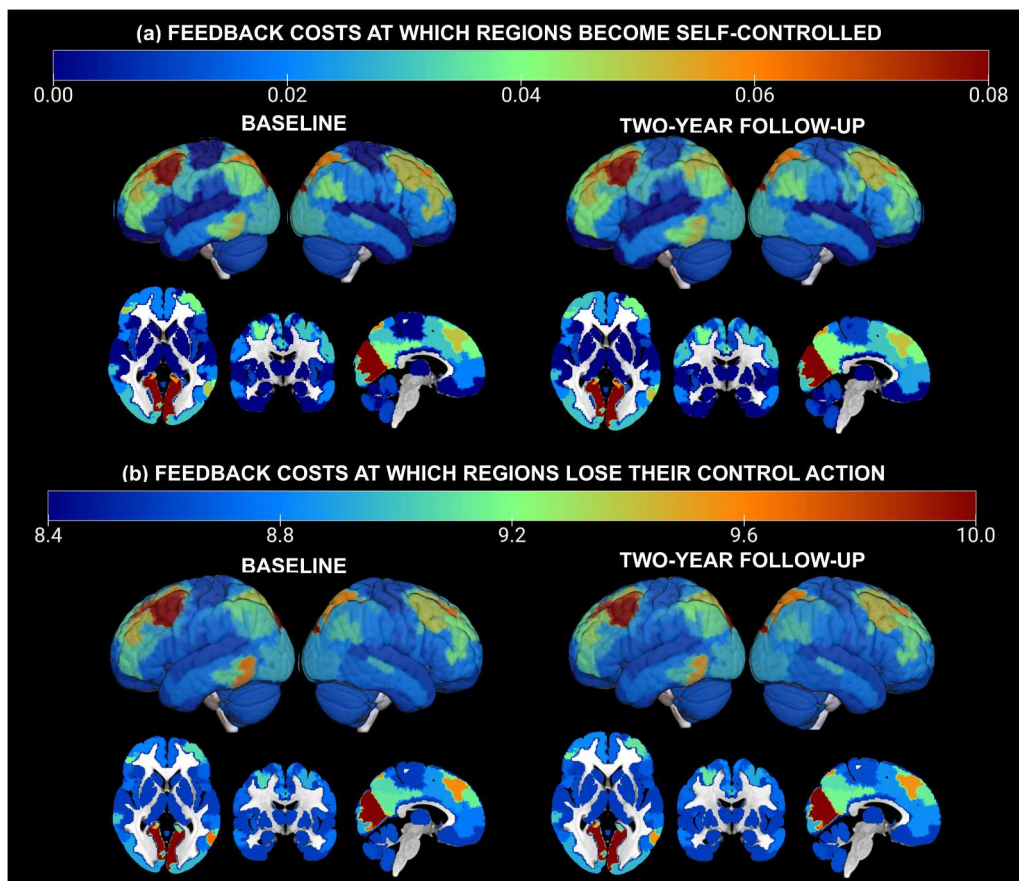 (a) FEEDBACK COSTS AT WHICH REGIONS BECOME SELF-CONTROLLED
0.00 0.02 0.04 0.06 0.08
BASELINE TWO-YEAR FOLLOW-UP
(b) FEEDBACK COSTS AT WHICH REGIONS LOSE THEIR CONTROL ACTION
8.4 8.8 9.2 9.6 10.0
BASELINE TWO-YEAR FOLLOW-UP